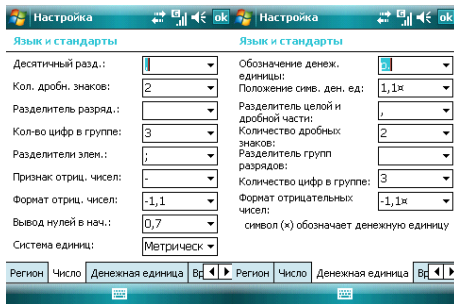 Настройка
ok
Язык и стандарты
Десятичный разд.:
Кол. дробн. знаков: 2
Разделитель разряд.:
Кол-во цифр в группе: 3
Разделители элем.: ;
Признак отриц. чисел: -
Формат отриц. чисел: -1,1
Вывод нулей в нач.: 0,7
Система единиц: Метрическ
Регион Число Денежная единица Вр
Настройка
ok
Язык и стандарты
Обозначение денеж.
единицы:
Положение симв. ден. ед: 1,1¤
Разделитель целой и
дробной части: ,
Количество дробных
знаков: 2
Разделитель групп
разрядов:
Количество цифр в группе: 3
Формат отрицательных
чисел: -1,1¤
символ (¤) обозначает денежную единицу
Регион Число Денежная единица Вр